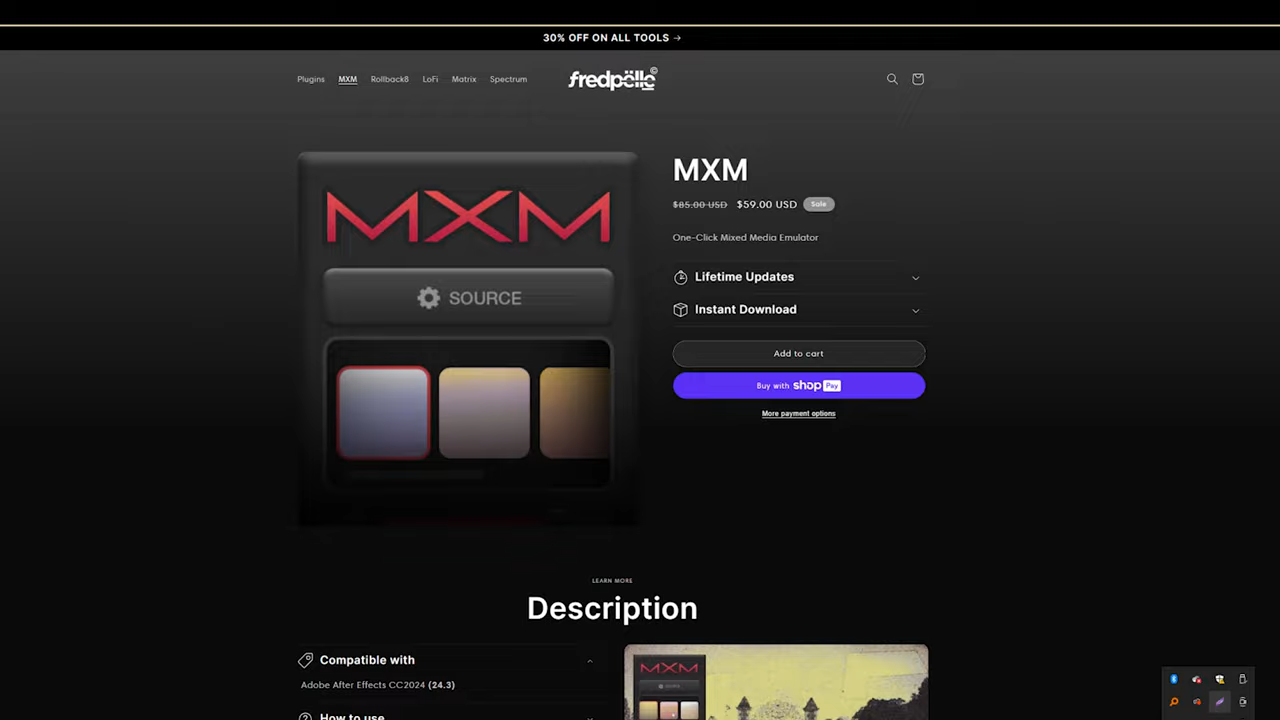 30% OFF ON ALL TOOLS →
Plugins MXM Rollback8 LoFi Matrix Spectrum
fredpëlle©
MXM
SOURCE
MXM
$85.00 USD $59.00 USD Sale
One-Click Mixed Media Emulator
Lifetime Updates
Instant Download
Add to cart
Buy with shop Pay
More payment options
LEARN MORE
Description
Compatible with
Adobe After Effects CC2024 (24.3)
How to use
MXM
SOURCE